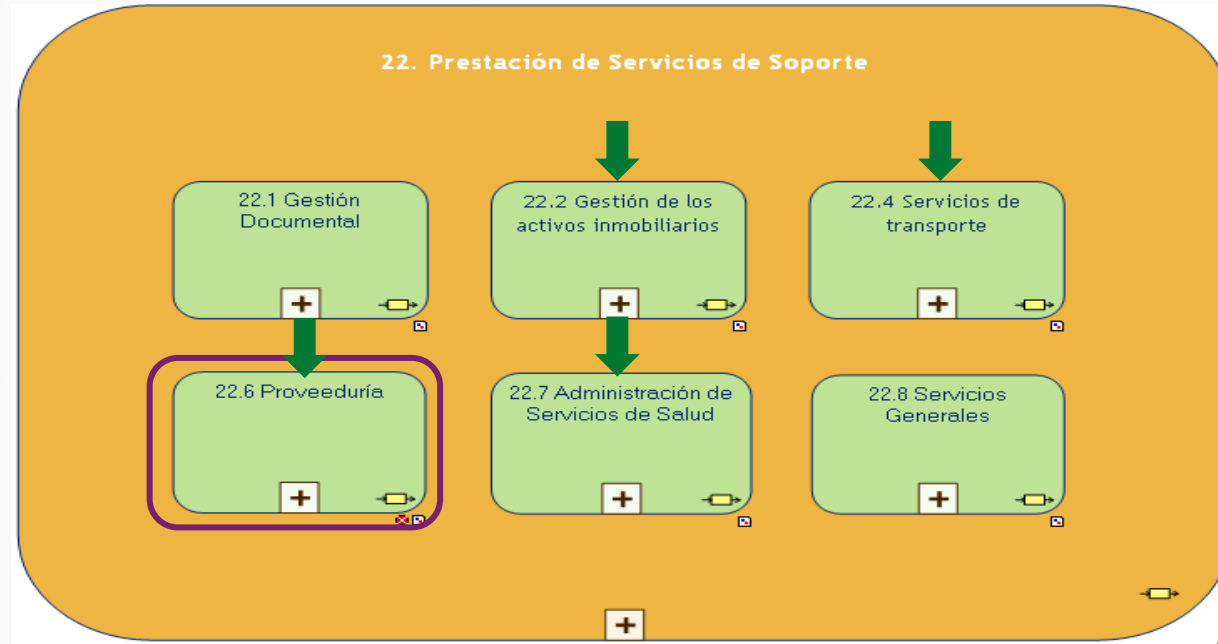 22. Prestación de Servicios de Soporte
22.1 Gestión
Documental
22.2 Gestión de los
activos inmobiliarios
22.4 Servicios de
transporte
22.6 Proveeduría
22.7 Administración de
Servicios de Salud
22.8 Servicios
Generales